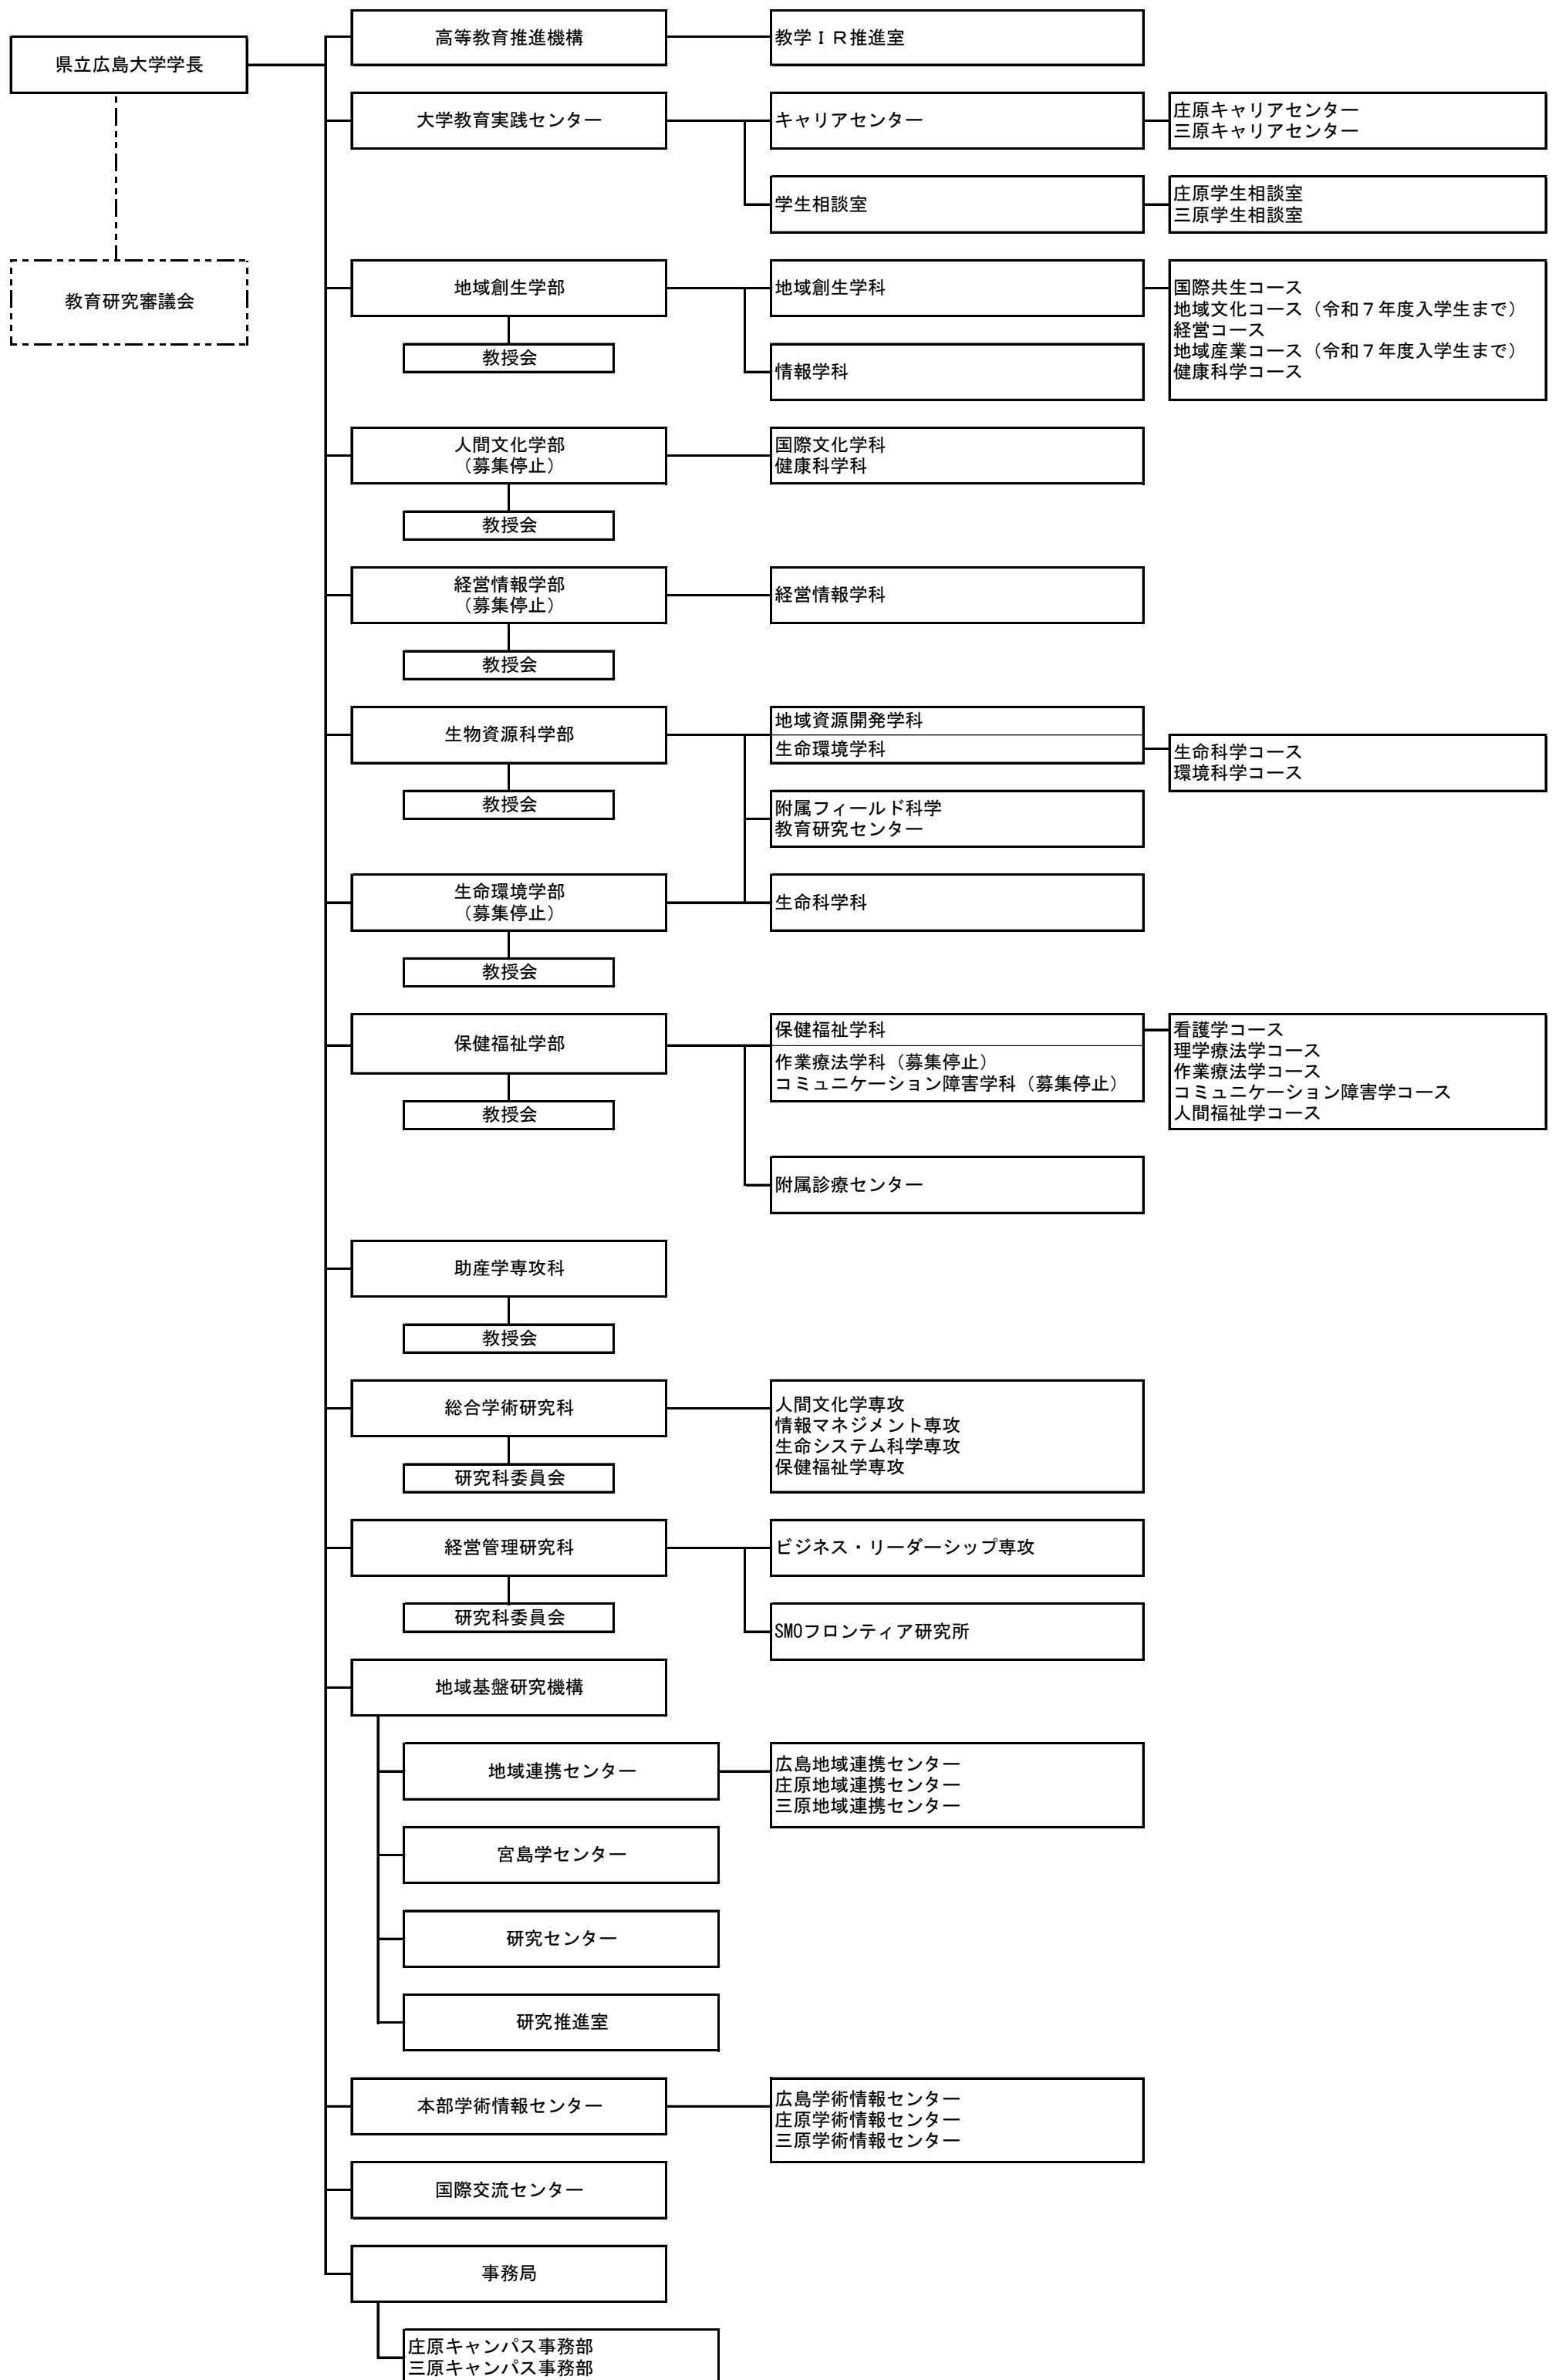 県立広島大学学長
教育研究審議会
高等教育推進機構
教学ＩＲ推進室
大学教育実践センター
キャリアセンター
庄原キャリアセンター
三原キャリアセンター
学生相談室
庄原学生相談室
三原学生相談室
地域創生学部
教授会
地域創生学科
国際共生コース
地域文化コース（令和７年度入学生まで）
経営コース
地域産業コース（令和７年度入学生まで）
健康科学コース
情報学科
人間文化学部
（募集停止）
教授会
国際文化学科
健康科学科
経営情報学部
（募集停止）
教授会
経営情報学科
生物資源科学部
教授会
地域資源開発学科
生命環境学科
生命科学コース
環境科学コース
附属フィールド科学
教育研究センター
生命環境学部
（募集停止）
教授会
生命科学科
保健福祉学部
教授会
保健福祉学科
作業療法学科（募集停止）
コミュニケーション障害学科（募集停止）
看護学コース
理学療法学コース
作業療法学コース
コミュニケーション障害学コース
人間福祉学コース
附属診療センター
助産学専攻科
教授会
総合学術研究科
研究科委員会
人間文化学専攻
情報マネジメント専攻
生命システム科学専攻
保健福祉学専攻
経営管理研究科
研究科委員会
ビジネス・リーダーシップ専攻
SMOフロンティア研究所
地域基盤研究機構
地域連携センター
広島地域連携センター
庄原地域連携センター
三原地域連携センター
宮島学センター
研究センター
研究推進室
本部学術情報センター
広島学術情報センター
庄原学術情報センター
三原学術情報センター
国際交流センター
事務局
庄原キャンパス事務部
三原キャンパス事務部